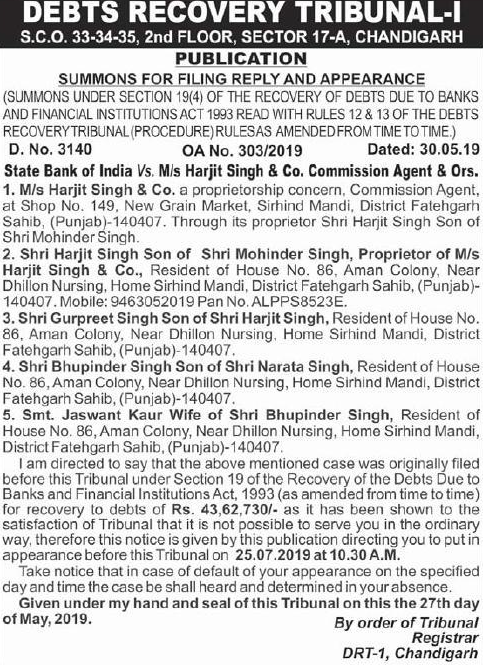 DEBTS RECOVERY TRIBUNAL-I
S.C.O. 33-34-35, 2nd FLOOR, SECTOR 17-A, CHANDIGARH
PUBLICATION
SUMMONS FOR FILING REPLY AND APPEARANCE
(SUMMONS UNDER SECTION 19(4) OF THE RECOVERY OF DEBTS DUE TO BANKS
AND FINANCIAL INSTITUTIONS ACT 1993 READ WITH RULES 12 & 13 OF THE DEBTS
RECOVERY TRIBUNAL (PROCEDURE) RULES AS AMENDED FROM TIME TO TIME.)
D. No. 3140 OA No. 303/2019 Dated: 30.05.19
State Bank of India Vs. M/s Harjit Singh & Co. Commission Agent & Ors.
1. M/s Harjit Singh & Co. a proprietorship concern, Commission Agent,
at Shop No. 149, New Grain Market, Sirhind Mandi, District Fatehgarh
Sahib, (Punjab)-140407. Through its proprietor Shri Harjit Singh Son of
Shri Mohinder Singh.
2. Shri Harjit Singh Son of Shri Mohinder Singh, Proprietor of M/s
Harjit Singh & Co., Resident of House No. 86, Aman Colony, Near
Dhillon Nursing, Home Sirhind Mandi, District Fatehgarh Sahib, (Punjab)-
140407. Mobile: 9463052019 Pan No. ALPPS8523E.
3. Shri Gurpreet Singh Son of Shri Harjit Singh, Resident of House No.
86, Aman Colony, Near Dhillon Nursing, Home Sirhind Mandi, District
Fatehgarh Sahib, (Punjab)-140407.
4. Shri Bhupinder Singh Son of Shri Narata Singh, Resident of House
No. 86, Aman Colony, Near Dhillon Nursing, Home Sirhind Mandi, District
Fatehgarh Sahib, (Punjab)-140407.
5. Smt. Jaswant Kaur Wife of Shri Bhupinder Singh, Resident of
House No. 86, Aman Colony, Near Dhillon Nursing, Home Sirhind Mandi,
District Fatehgarh Sahib, (Punjab)-140407.
I am directed to say that the above mentioned case was originally filed
before this Tribunal under Section 19 of the Recovery of the Debts Due to
Banks and Financial Institutions Act, 1993 (as amended from time to time)
for recovery to debts of Rs. 43,62,730/- as it has been shown to the
satisfaction of Tribunal that it is not possible to serve you in the ordinary
way, therefore this notice is given by this publication directing you to put in
appearance before this Tribunal on 25.07.2019 at 10.30 A.M.
Take notice that in case of default of your appearance on the specified
day and time the case be shall heard and determined in your absence.
Given under my hand and seal of this Tribunal on this the 27th day
of May, 2019.
By order of Tribunal
Registrar
DRT-1, Chandigarh